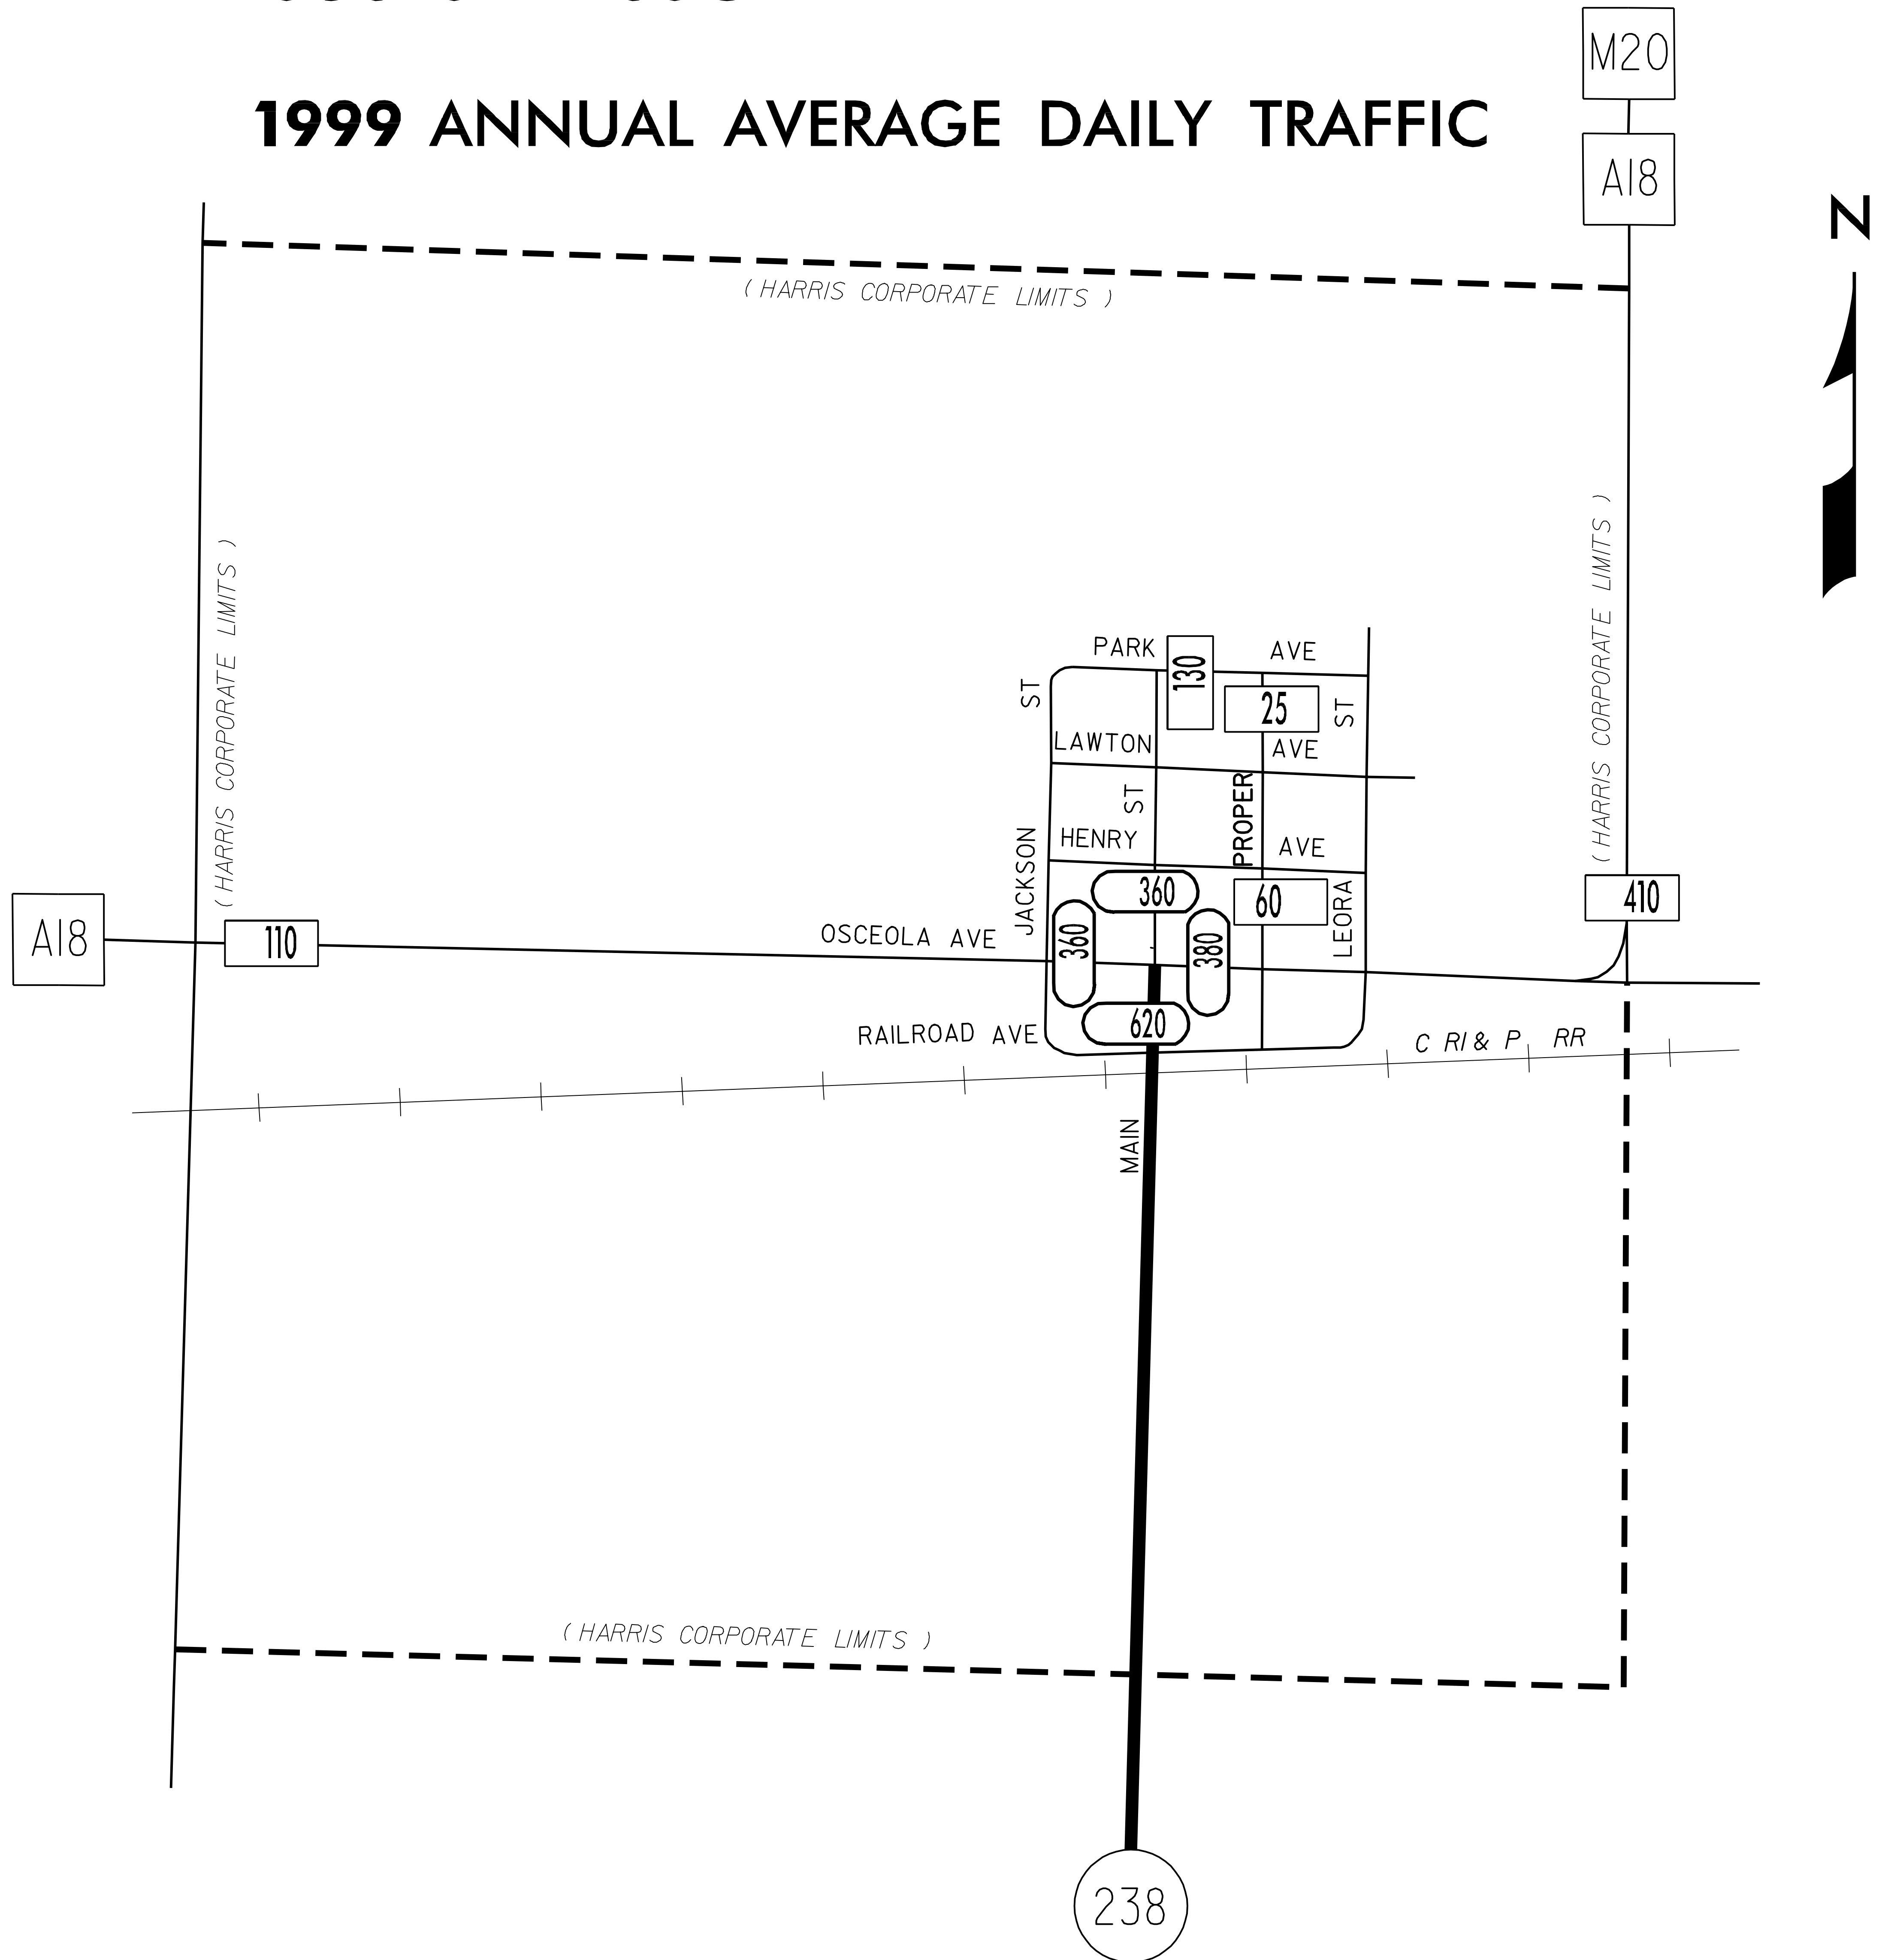 M20
1999 ANNUAL AVERAGE DAILY TRAFFIC
A18
N
( HARRIS CORPORATE LIMITS )
( HARRIS CORPORATE LIMITS )
( HARRIS CORPORATE LIMITS )
PARK AVE
130
ST
25
ST
LAWTON AVE
ST
PROPER
HENRY AVE
JACKSON
360
60
LEORA
410
A18
110
OSCEOLA AVE
360
380
RAILROAD AVE
620
C RI & P RR
MAIN
( HARRIS CORPORATE LIMITS )
238